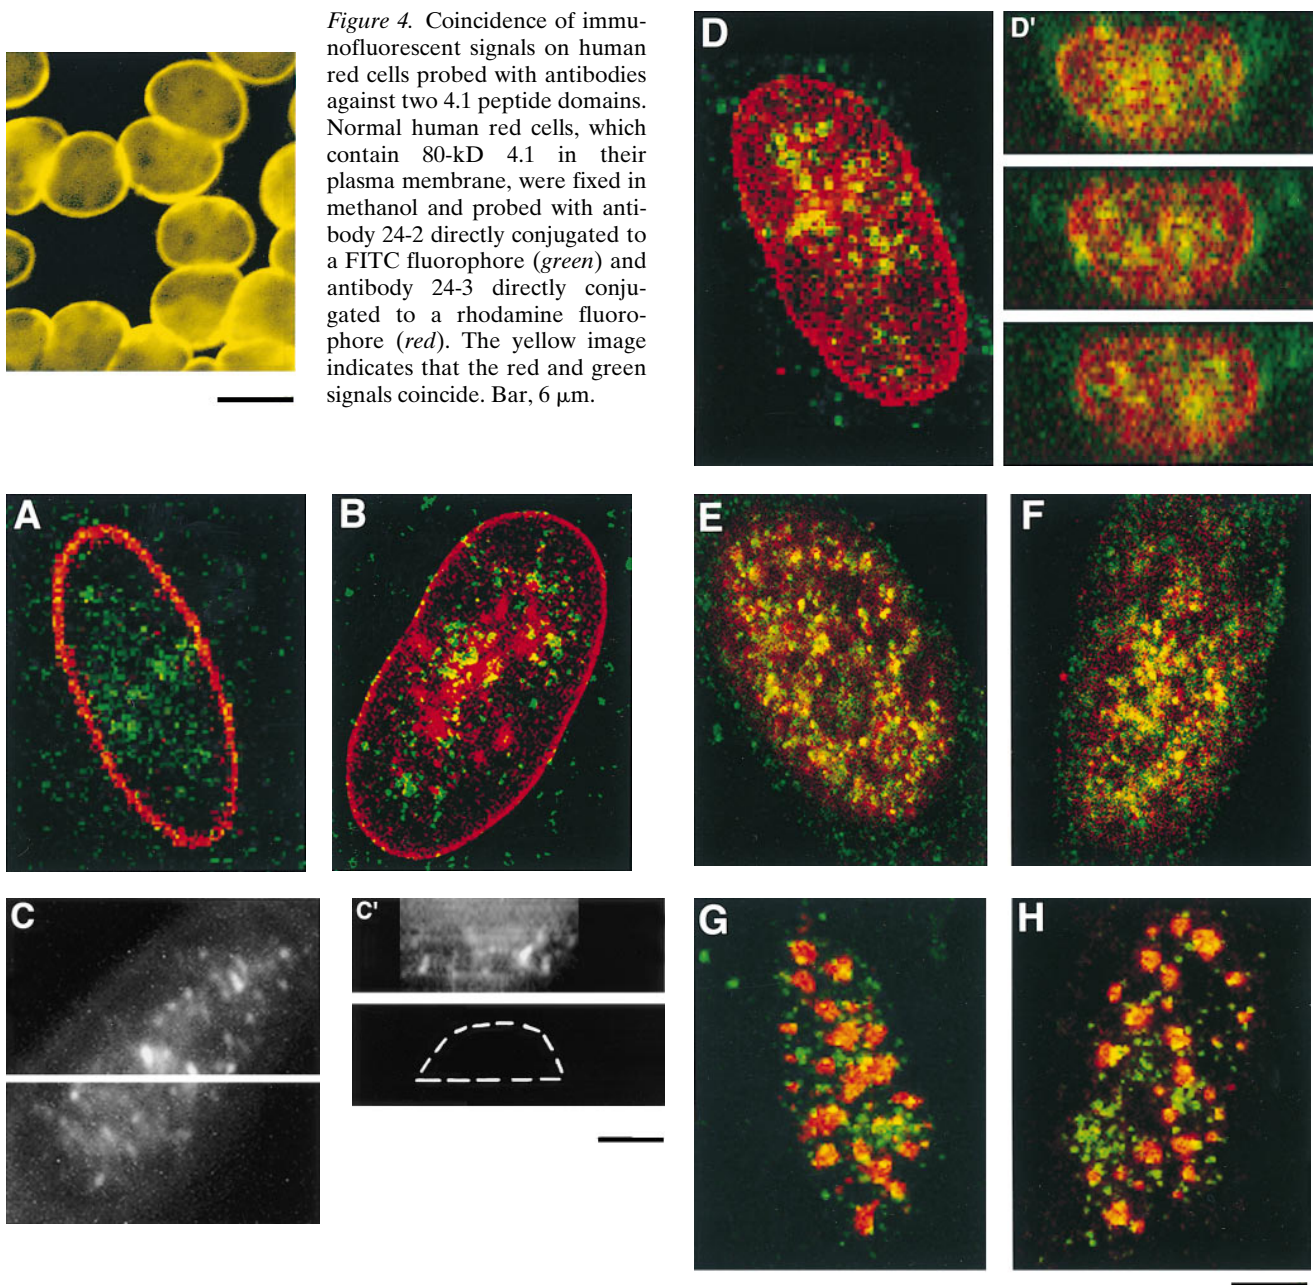 Figure 4. Coincidence of immu-
nofluorescent signals on human
red cells probed with antibodies
against two 4.1 peptide domains.
Normal human red cells, which
contain 80-kD 4.1 in their
plasma membrane, were fixed in
methanol and probed with anti-
body 24-2 directly conjugated to
a FITC fluorophore (green) and
antibody 24-3 directly conju-
gated to a rhodamine fluoro-
phore (red). The yellow image
indicates that the red and green
signals coincide. Bar, 6 μm.
D
D'
A
B
E
F
C
C'
G
H